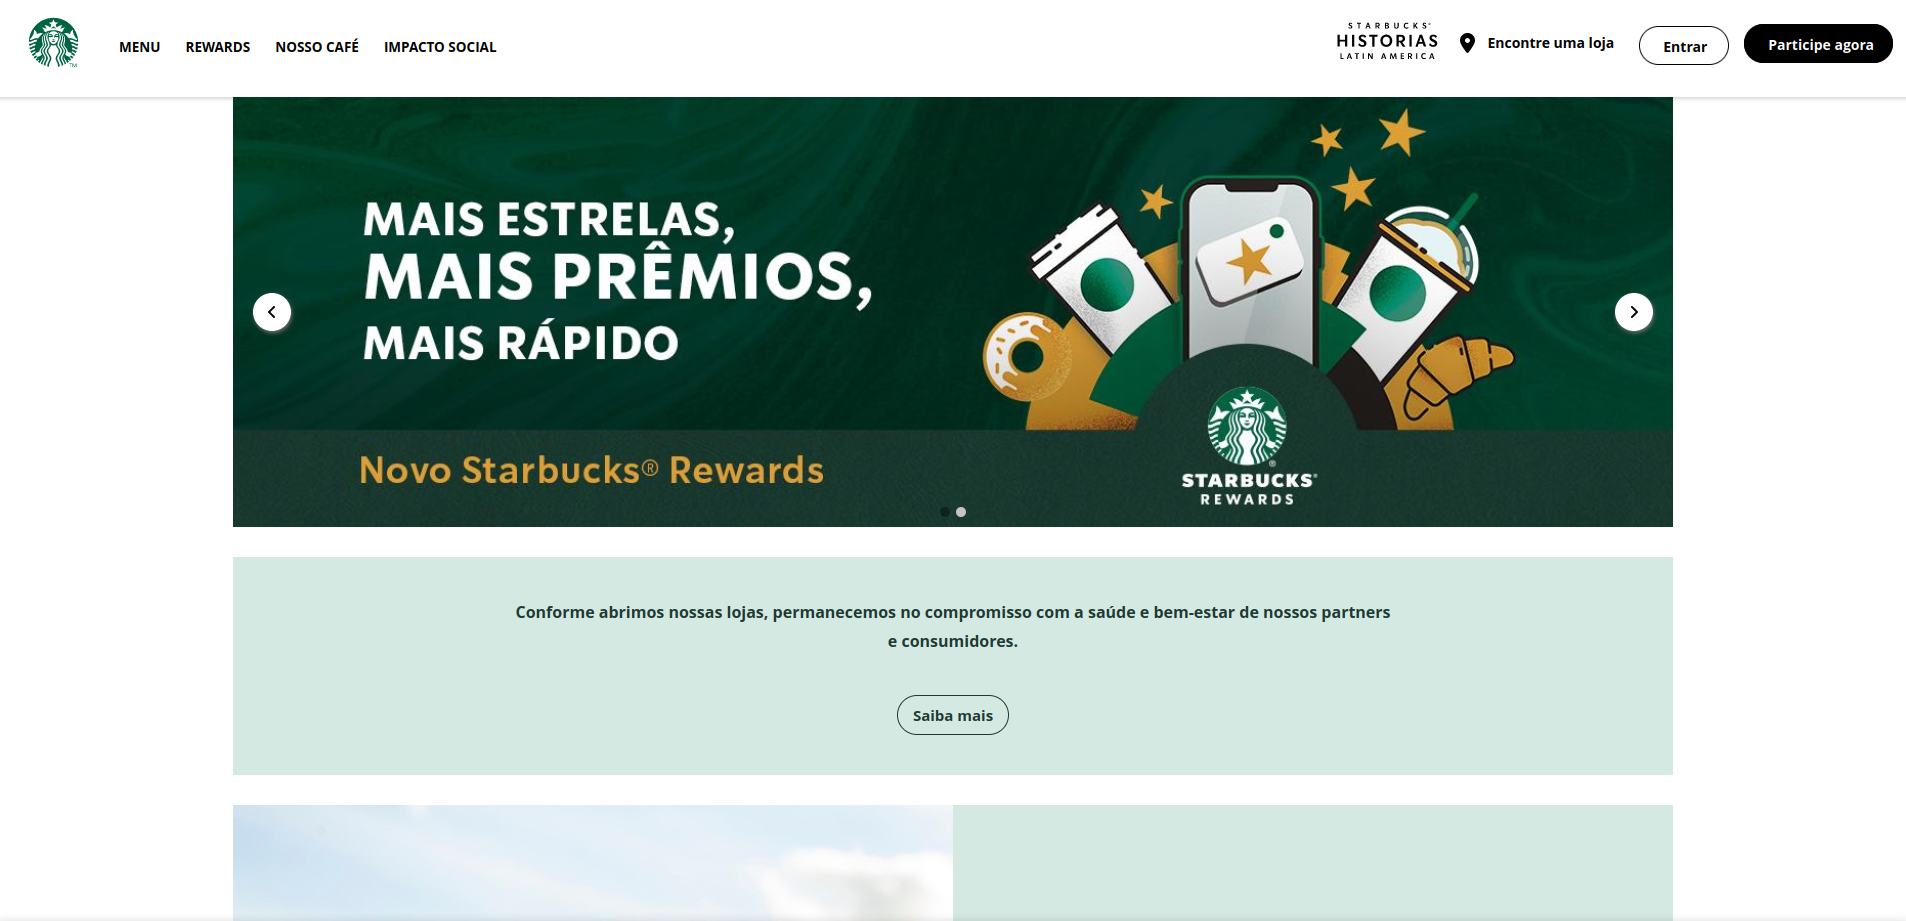 MENU
REWARDS
NOSSO CAFÉ
IMPACTO SOCIAL
STARBUCKS®
HISTORIAS
LATIN AMERICA
Encontre uma loja
Entrar
Participe agora
MAIS ESTRELAS,
MAIS PRÊMIOS,
MAIS RÁPIDO
Novo Starbucks® Rewards
STARBUCKS®
REWARDS
Conforme abrimos nossas lojas, permanecemos no compromisso com a saúde e bem-estar de nossos partners
e consumidores.
Saiba mais